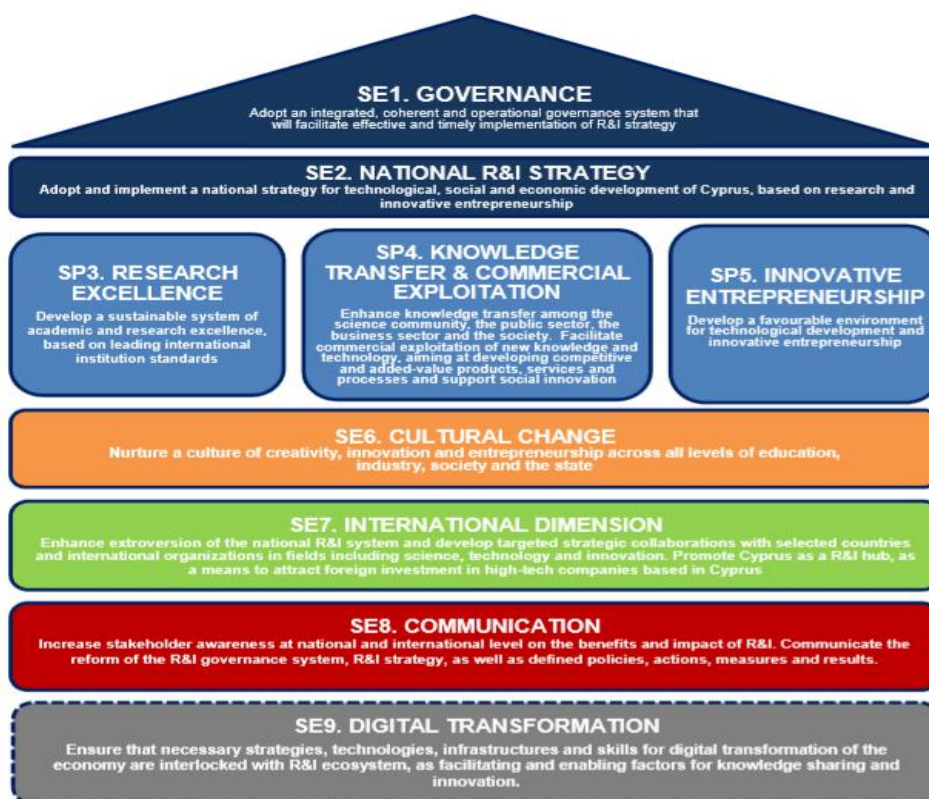 SE1. GOVERNANCE
Adopt an integrated, coherent and operational governance system that
will facilitate effective and timely implementation of R&I strategy
SE2. NATIONAL R&I STRATEGY
Adopt and implement a national strategy for technological, social and economic development of Cyprus, based on research and
innovative entrepreneurship
SP3. RESEARCH
EXCELLENCE
Develop a sustainable system of
academic and research excellence,
based on leading international
institution standards
SP4. KNOWLEDGE
TRANSFER & COMMERCIAL
EXPLOITATION
Enhance knowledge transfer among the
science community, the public sector, the
business sector and the society. Facilitate
commercial exploitation of new knowledge and
technology, aiming at developing competitive
and added-value products, services and
processes and support social innovation
SP5. INNOVATIVE
ENTREPRENEURSHIP
Develop a favourable environment
for technological development and
innovative entrepreneurship
SE6. CULTURAL CHANGE
Nurture a culture of creativity, innovation and entrepreneurship across all levels of education,
industry, society and the state
SE7. INTERNATIONAL DIMENSION
Enhance extroversion of the national R&I system and develop targeted strategic collaborations with selected countries
and international organizations in fields including science, technology and innovation. Promote Cyprus as a R&I hub, as
a means to attract foreign investment in high-tech companies based in Cyprus
SE8. COMMUNICATION
Increase stakeholder awareness at national and international level on the benefits and impact of R&I. Communicate the
reform of the R&I governance system, R&I strategy, as well as defined policies, actions, measures and results.
SE9. DIGITAL TRANSFORMATION
Ensure that necessary strategies, technologies, infrastructures and skills for digital transformation of the
economy are interlocked with R&I ecosystem, as facilitating and enabling factors for knowledge sharing and
innovation.